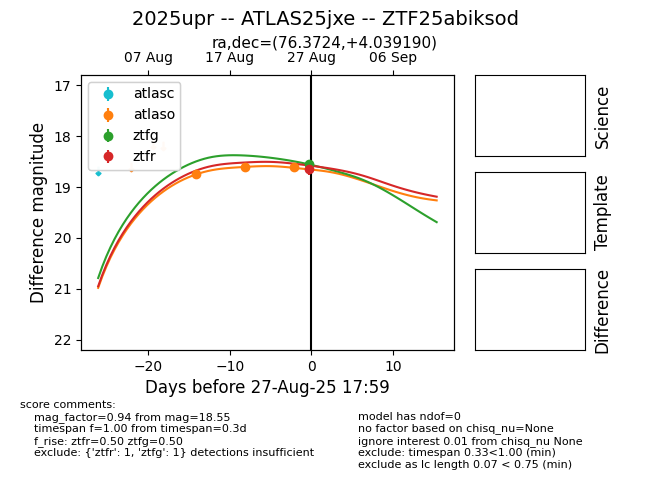 2025upr -- ATLAS25jxe -- ZTF25abiksod
ra,dec=(76.3724,+4.039190)
07 Aug 17 Aug 27 Aug 06 Sep
atlasc
atlaso
ztfg
ztfr
17
18
19
20
21
22
Difference magnitude
−20 −10 0 10
Days before 27-Aug-25 17:59
Science
Template
Difference
score comments:
mag_factor=0.94 from mag=18.55
timespan f=1.00 from timespan=0.3d
f_rise: ztfr=0.50 ztfg=0.50
exclude: {'ztfr': 1, 'ztfg': 1} detections insufficient
model has ndof=0
no factor based on chisq_nu=None
ignore interest 0.01 from chisq_nu None
exclude: timespan 0.33<1.00 (min)
exclude as lc length 0.07 < 0.75 (min)